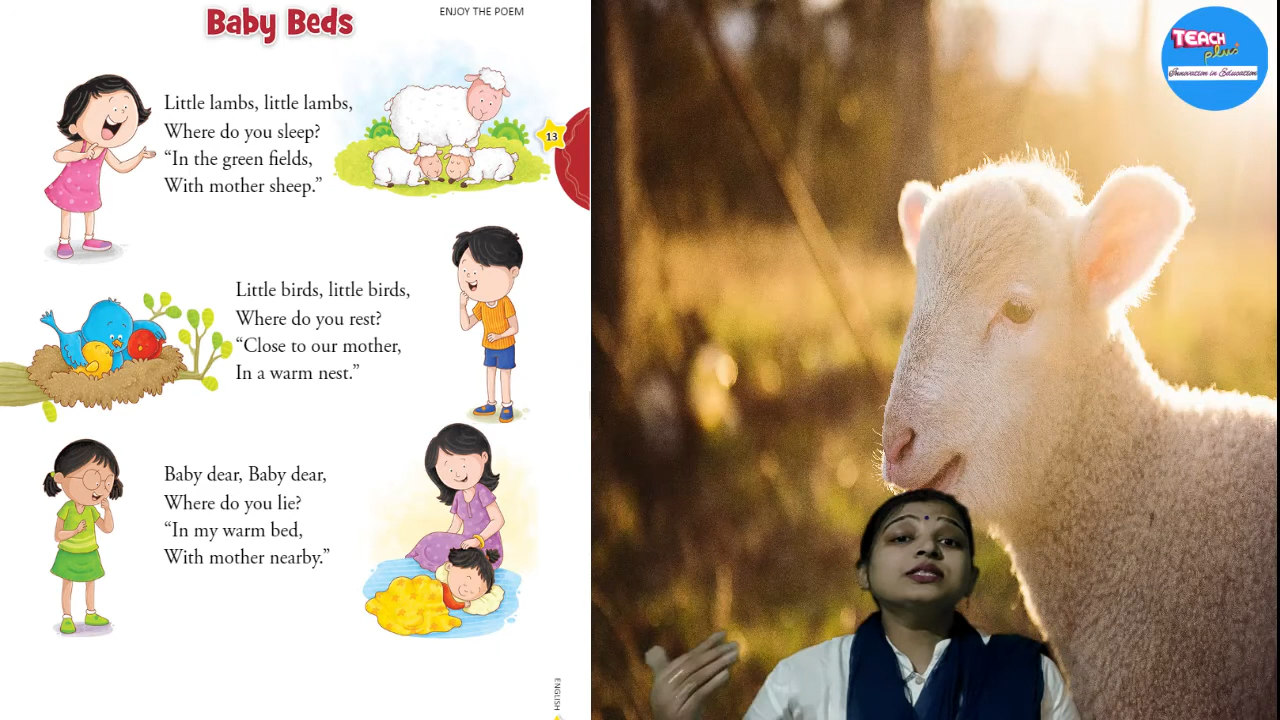 Baby Beds
ENJOY THE POEM
Little lambs, little lambs,
Where do you sleep?
“In the green fields,
With mother sheep.”
13
Little birds, little birds,
Where do you rest?
“Close to our mother,
In a warm nest.”
Baby dear, Baby dear,
Where do you lie?
“In my warm bed,
With mother nearby.”
ENGLISH
TEACH
plus
Innovation in Education